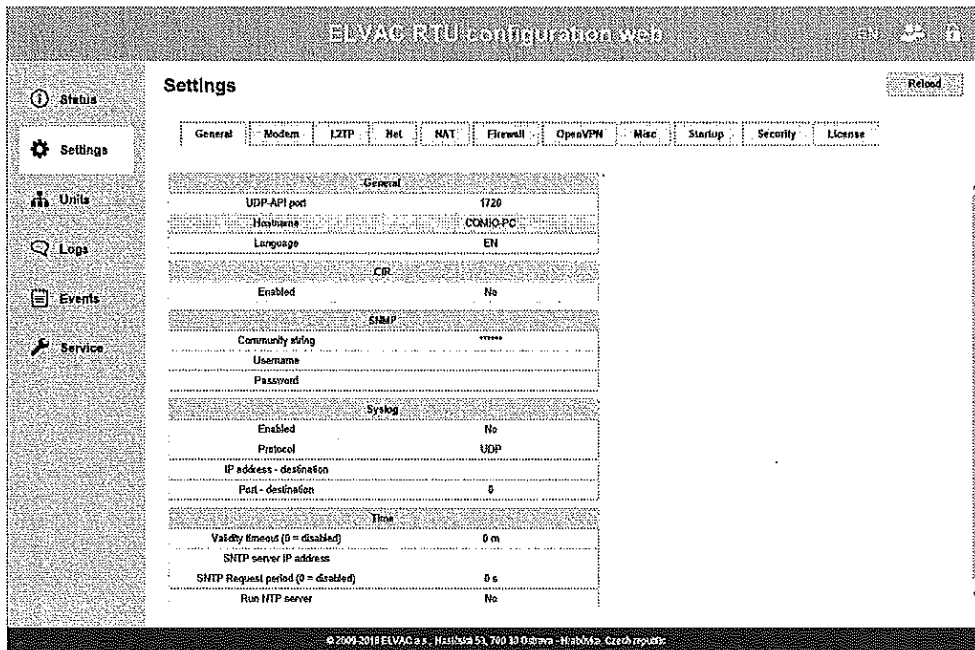 ELVAC RTU configuration web
EN
Status
Settings
Units
Logs
Events
Service
Settings
Reload
General Modem L2TP Net NAT Firewall OpenVPN Misc Startup Security License
General
UDP-API port 1720
Hostname COMIO-PC
Language EN
CIR
Enabled No
SNMP
Community string ******
Username
Password
Syslog
Enabled No
Protocol UDP
IP address - destination
Port - destination 0
Time
Validity timeout (0 = disabled) 0 m
SNTP server IP address
SNTP Request period (0 = disabled) 0 s
Run NTP server No
© 2009-2018 ELVAC a.s., Hasičská 53, 700 30 Ostrava - Hrabůvka, Czech republic